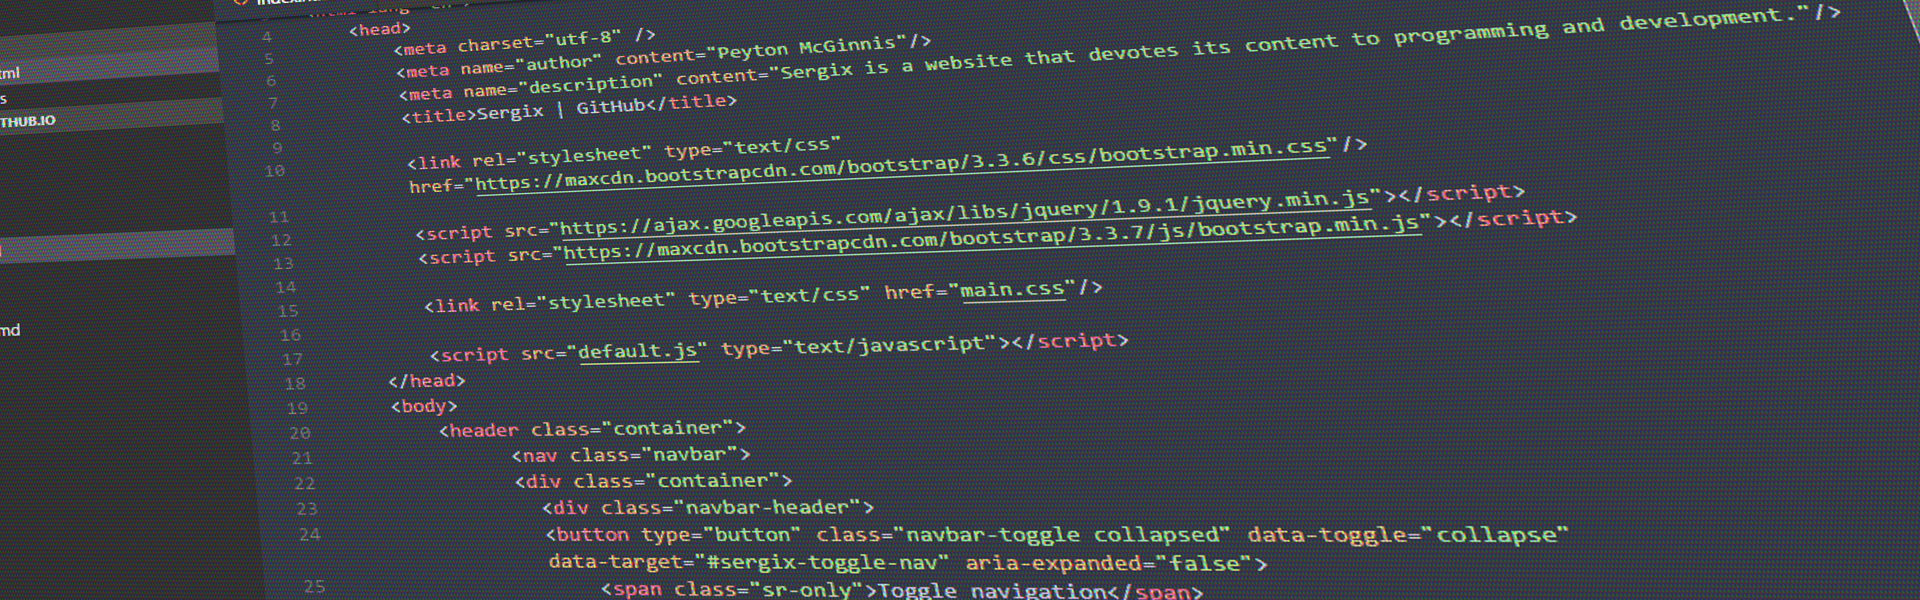 4 <head>
5 <meta charset="utf-8" />
6 <meta name="author" content="Peyton McGinnis"/>
7 <meta name="description" content="Sergix is a website that devotes its content to programming and development."/>
8 <title>Sergix | GitHub</title>
9
10 <link rel="stylesheet" type="text/css"
href="https://maxcdn.bootstrapcdn.com/bootstrap/3.3.6/css/bootstrap.min.css"/>
11
12 <script src="https://ajax.googleapis.com/ajax/libs/jquery/1.9.1/jquery.min.js"></script>
13 <script src="https://maxcdn.bootstrapcdn.com/bootstrap/3.3.7/js/bootstrap.min.js"></script>
14
15 <link rel="stylesheet" type="text/css" href="main.css"/>
16
17 <script src="default.js" type="text/javascript"></script>
18 </head>
19 <body>
20 <header class="container">
21 <nav class="navbar">
22 <div class="container">
23 <div class="navbar-header">
24 <button type="button" class="navbar-toggle collapsed" data-toggle="collapse"
data-target="#sergix-toggle-nav" aria-expanded="false">
25 <span class="sr-only">Toggle navigation</span>
tml
s
THUB.IO
md